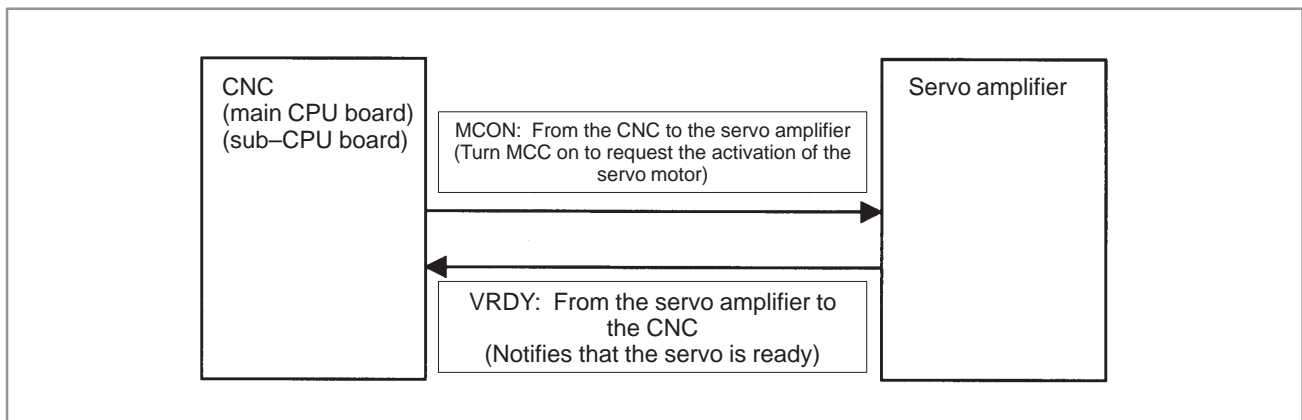 CNC
(main CPU board)
(sub–CPU board)
MCON: From the CNC to the servo amplifier
(Turn MCC on to request the activation of the
servo motor)
Servo amplifier
VRDY: From the servo amplifier to
the CNC
(Notifies that the servo is ready)